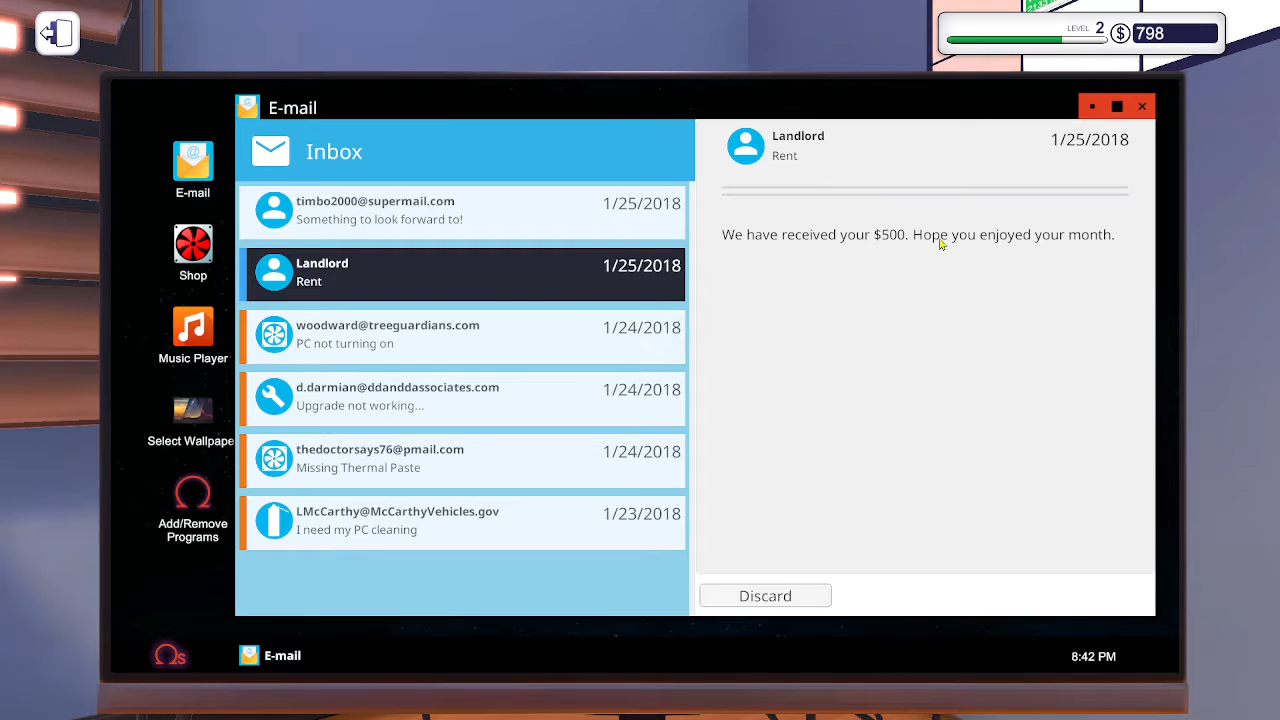 LEVEL 2
$ 798
E-mail
Inbox
timbo2000@supermail.com 1/25/2018
Something to look forward to!
Landlord 1/25/2018
Rent
woodward@treeguardians.com 1/24/2018
PC not turning on
d.darmian@ddanddassociates.com 1/24/2018
Upgrade not working...
thedoctorsays76@pmail.com 1/24/2018
Missing Thermal Paste
LMcCarthy@McCarthyVehicles.gov 1/23/2018
I need my PC cleaning
Landlord 1/25/2018
Rent
We have received your $500. Hope you enjoyed your month.
Discard
E-mail
Shop
Music Player
Select Wallpape
Add/Remove
Programs
Ωs
E-mail
8:42 PM